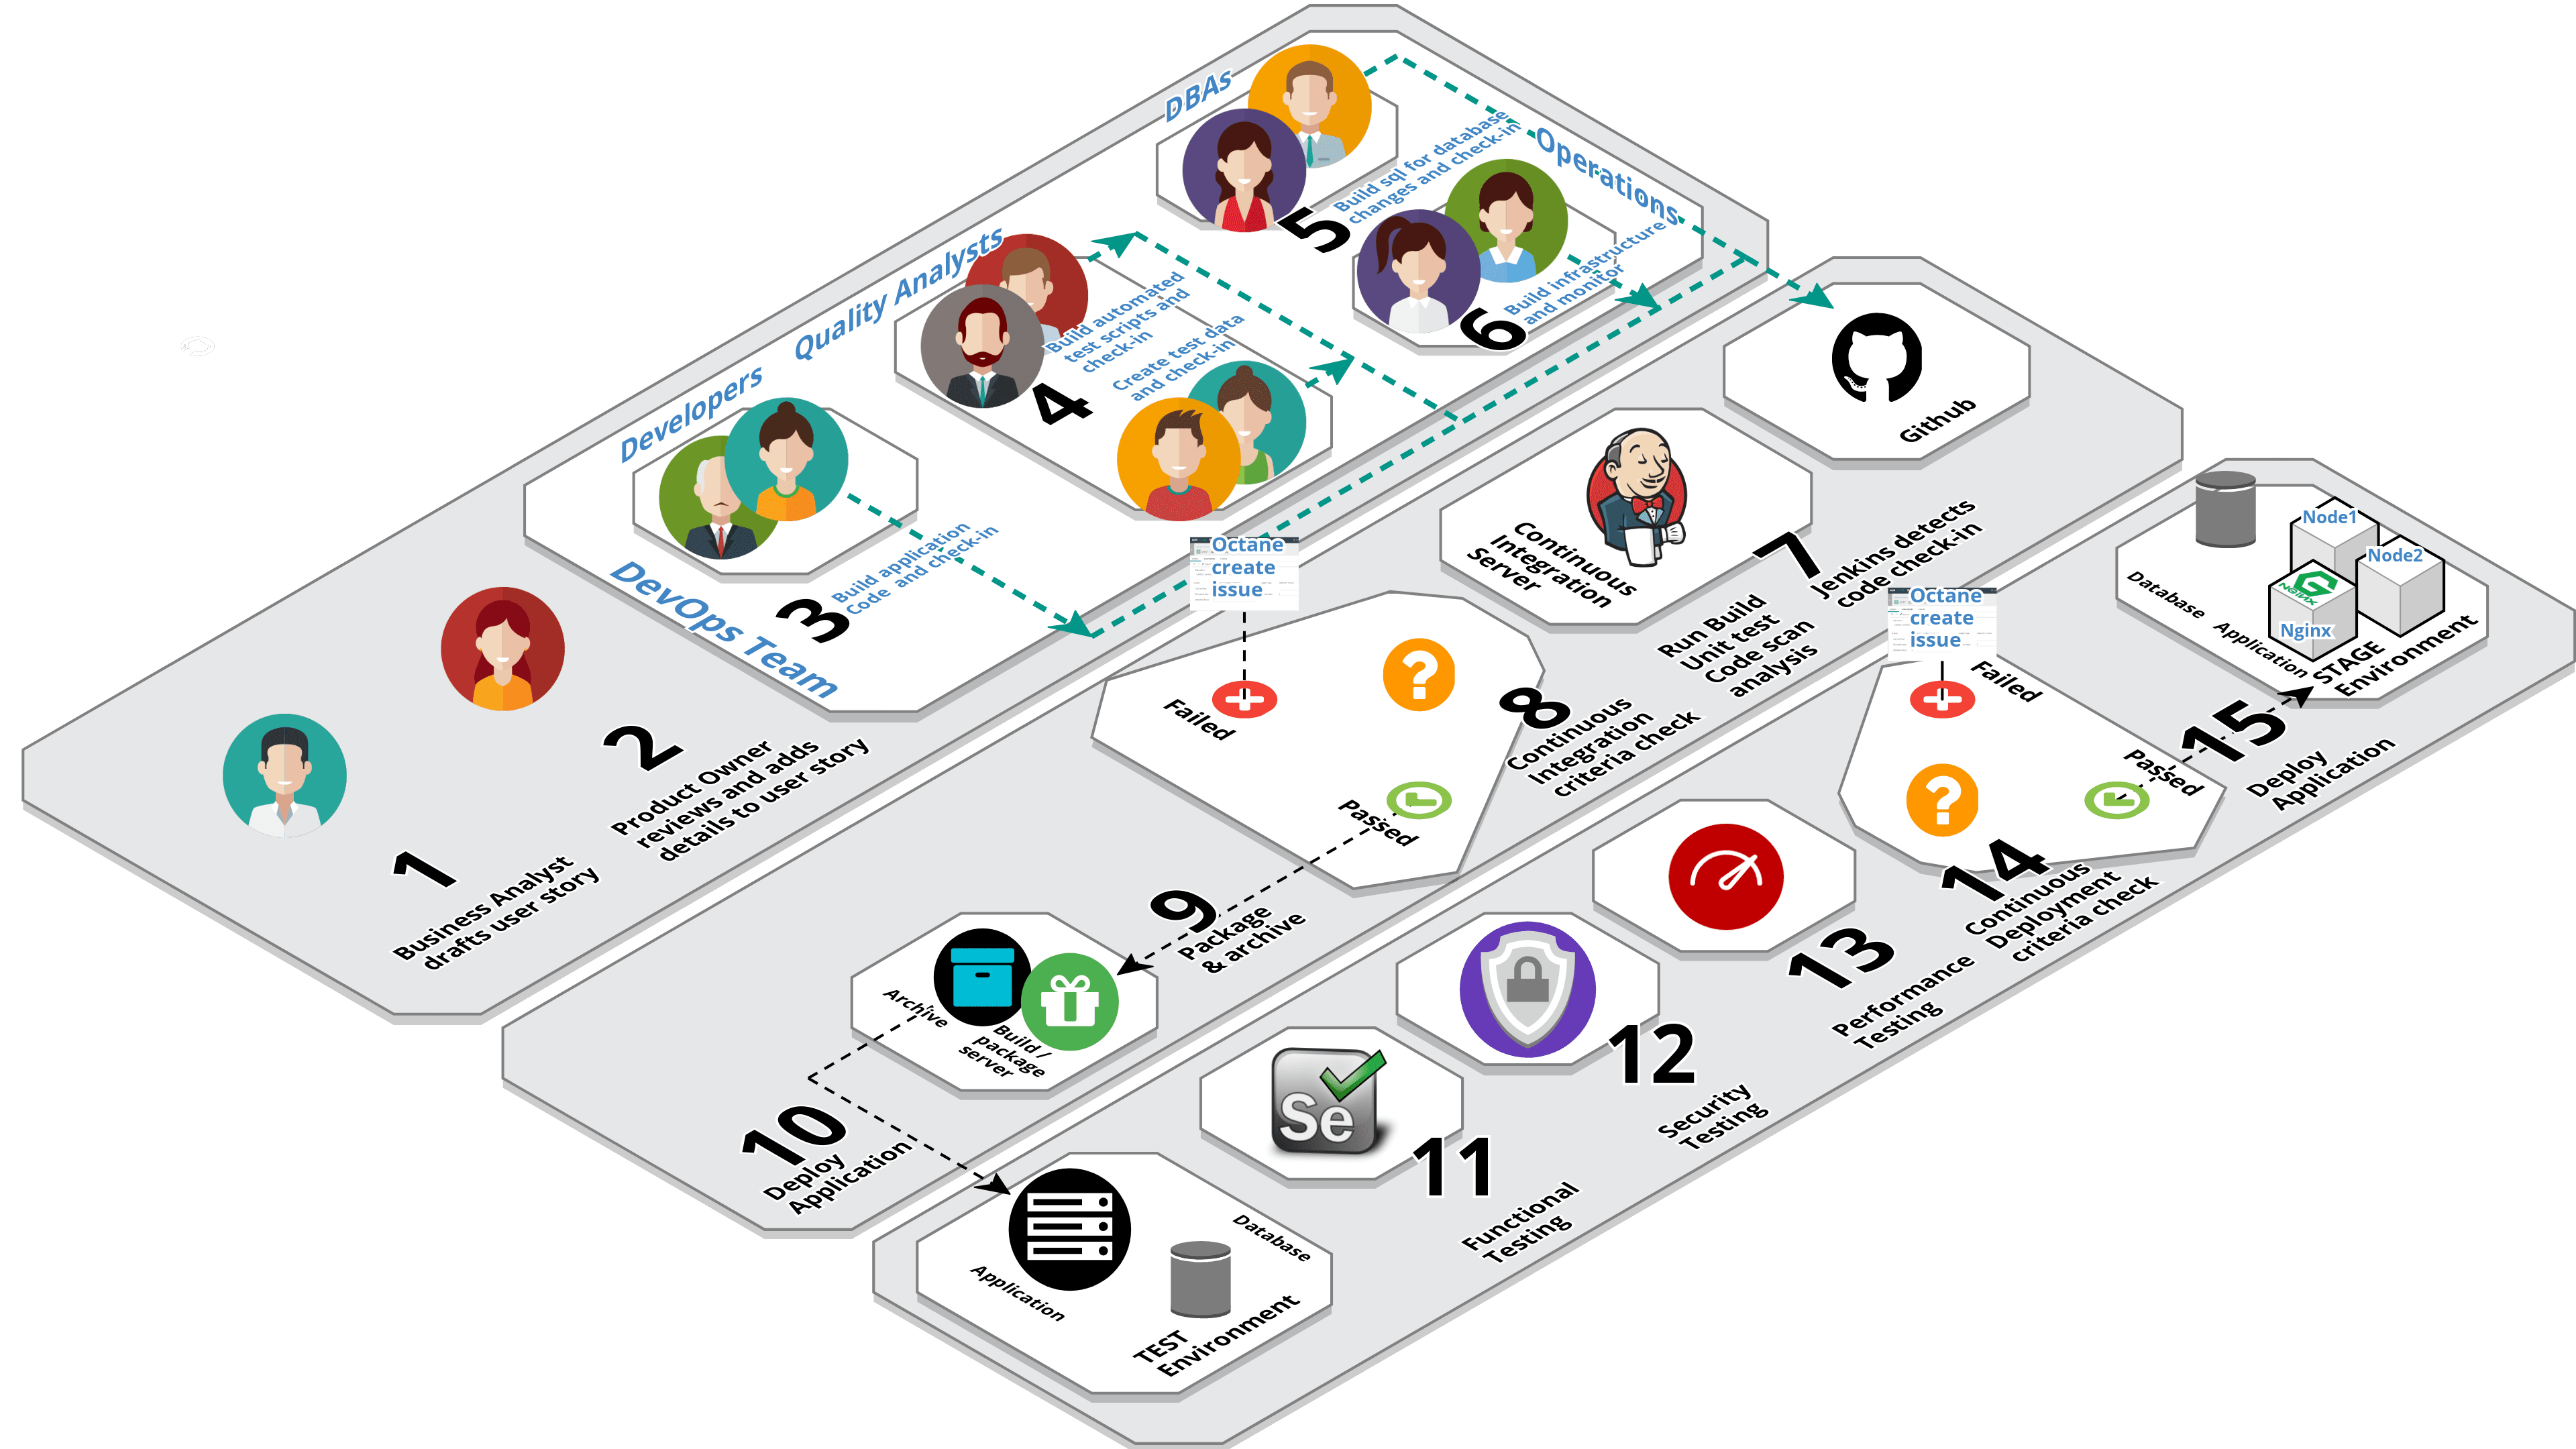 DBAs
5
Build sql for database
changes and check-in
Operations
6
Build infrastructure
and monitor
Quality Analysts
4
Build automated
test scripts and
check-in
Create test data
and check-in
Developers
3
Build application
Code and check-in
DevOps Team
2
Product Owner
reviews and adds
details to user story
1
Business Analyst
drafts user story
Github
Continuous
Integration
Server
7
Jenkins detects
code check-in
Run Build
Unit test
Code scan
analysis
Octane
create
issue
Failed
Passed
8
Continuous
Integration
criteria check
9
Package
& archive
Archive
Build/
package
server
10
Deploy
Application
Application
Database
TEST
Environment
Se
11
Functional
Testing
12
Security
Testing
13
Performance
Testing
Octane
create
issue
Failed
Passed
14
Continuous
Deployment
criteria check
15
Deploy
Application
Node1
Node2
NGINX
Nginx
Database
Application
STAGE
Environment